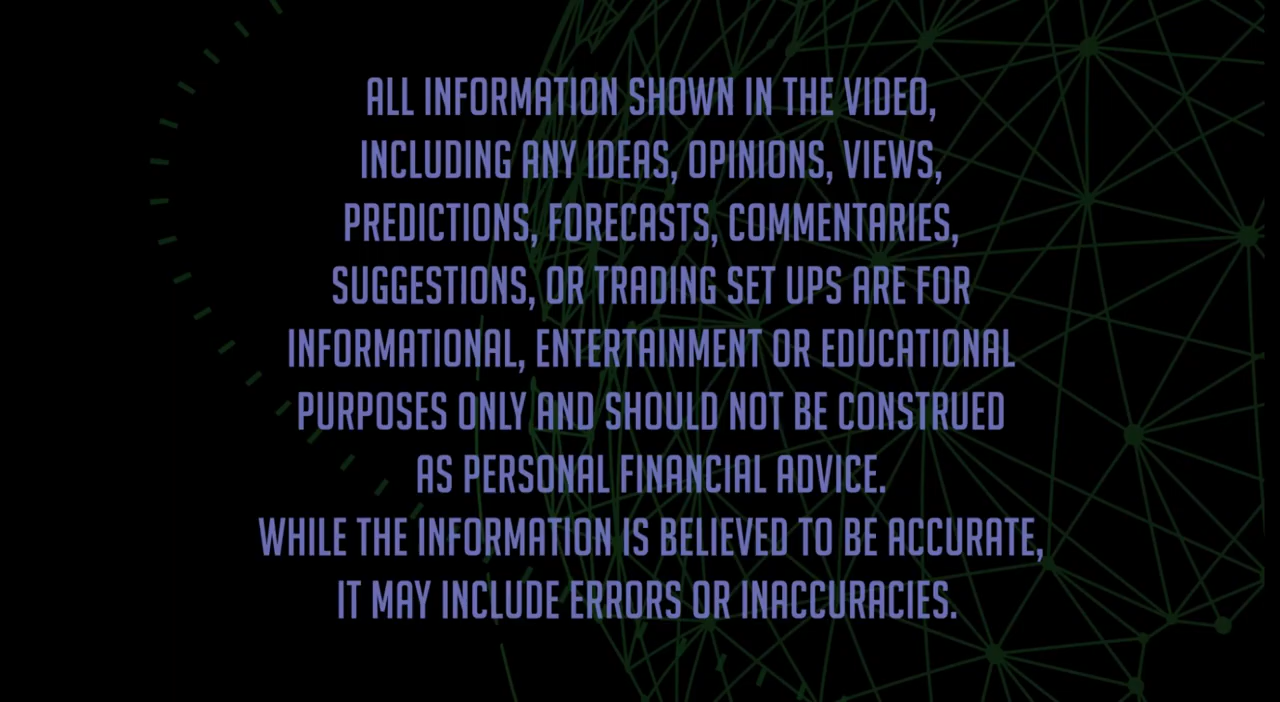 ALL INFORMATION SHOWN IN THE VIDEO,
INCLUDING ANY IDEAS, OPINIONS, VIEWS,
PREDICTIONS, FORECASTS, COMMENTARIES,
SUGGESTIONS, OR TRADING SET UPS ARE FOR
INFORMATIONAL, ENTERTAINMENT OR EDUCATIONAL
PURPOSES ONLY AND SHOULD NOT BE CONSTRUED
AS PERSONAL FINANCIAL ADVICE.
WHILE THE INFORMATION IS BELIEVED TO BE ACCURATE,
IT MAY INCLUDE ERRORS OR INACCURACIES.